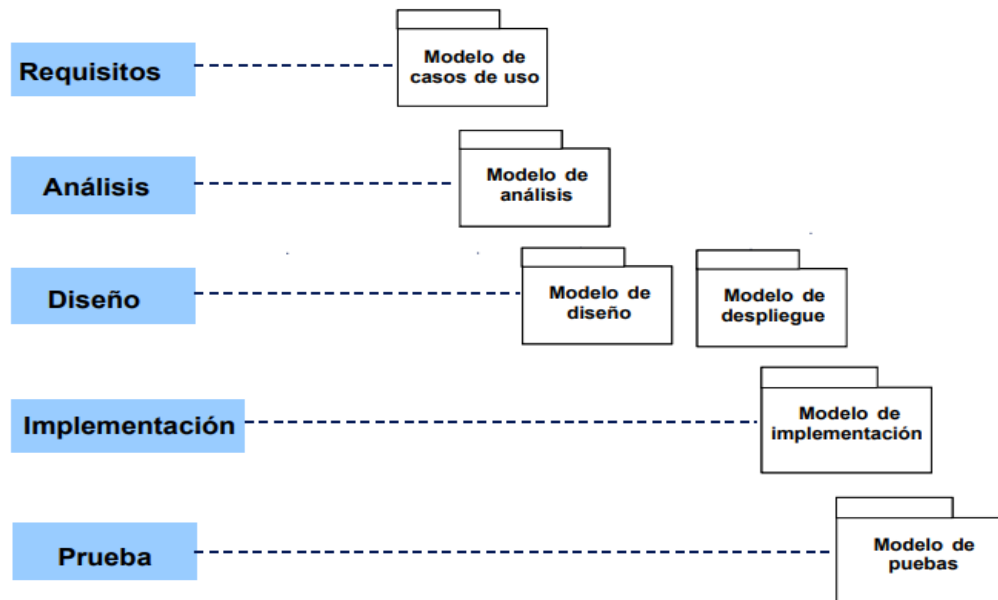 Requisitos
Modelo de
casos de uso
Análisis
Modelo de
análisis
Diseño
Modelo de
diseño
Modelo de
despliegue
Implementación
Modelo de
implementación
Prueba
Modelo de
puebas